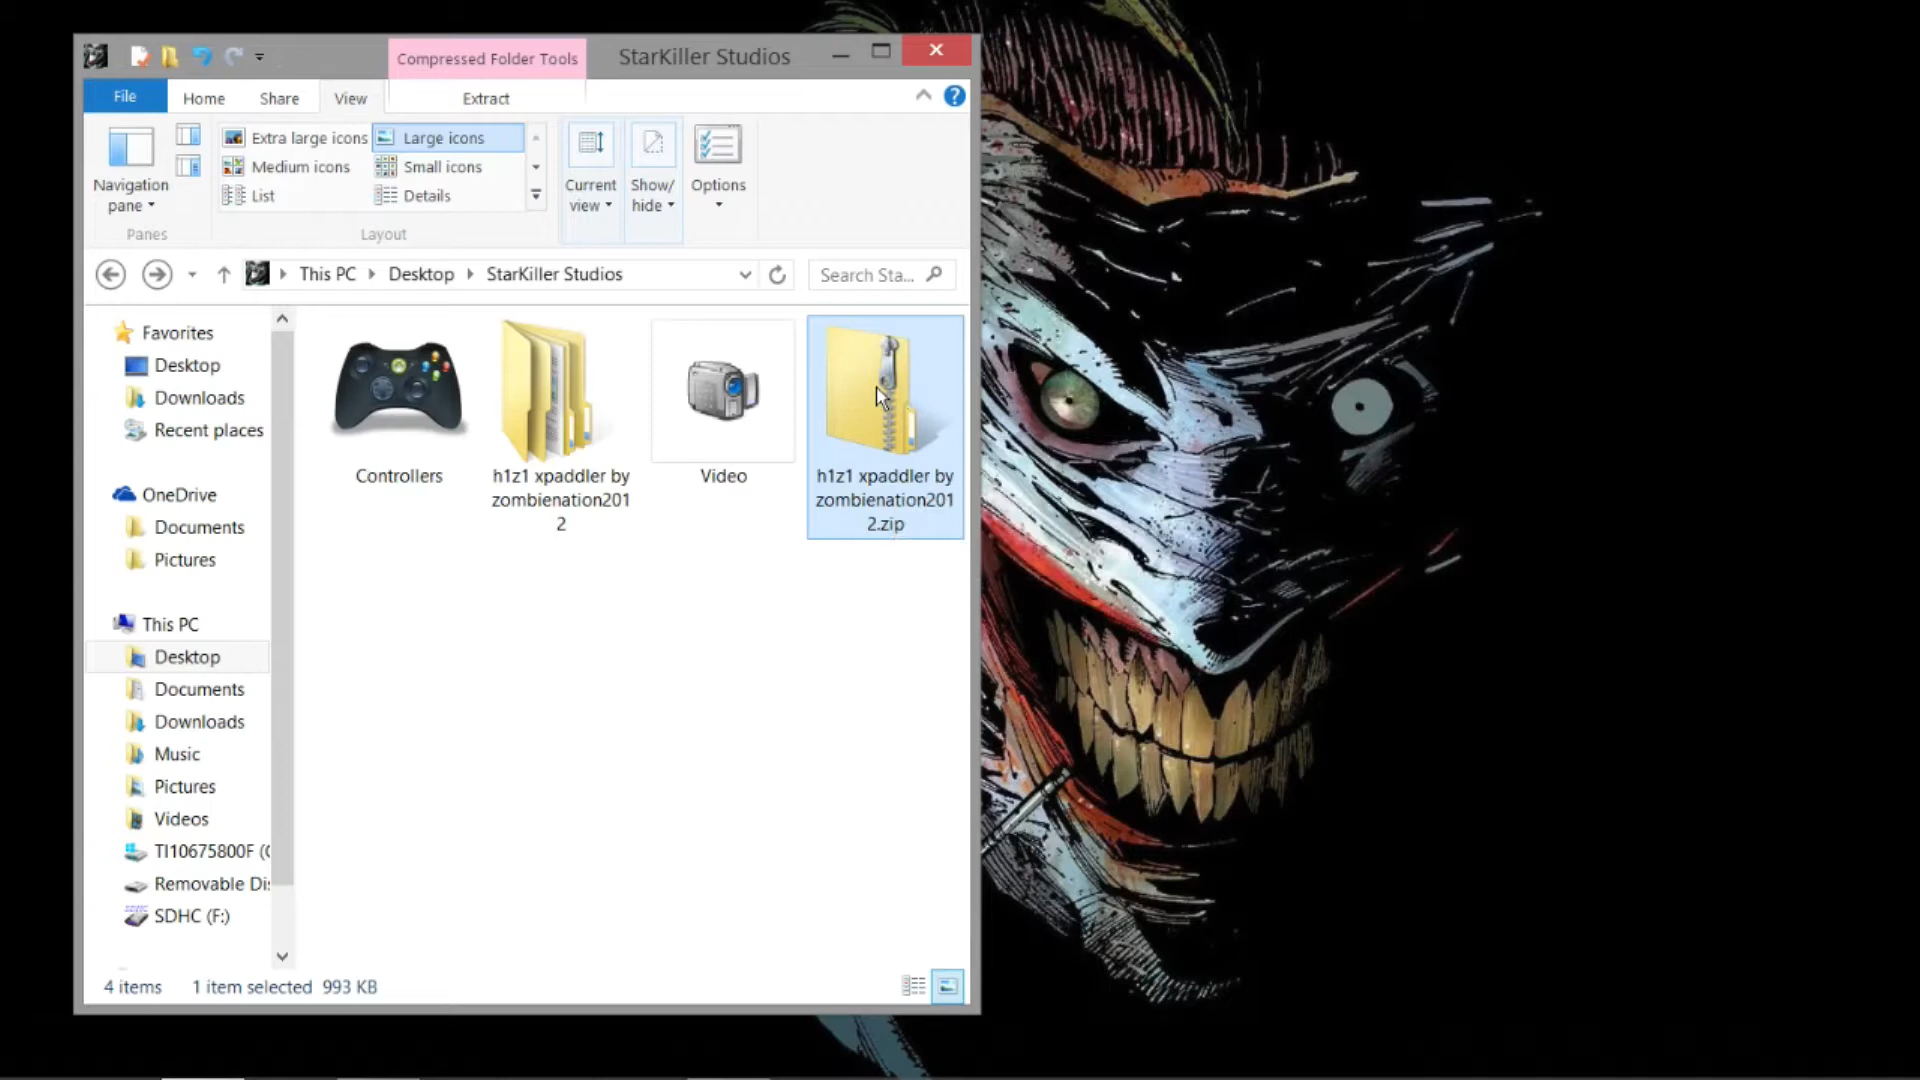 Compressed Folder Tools
StarKiller Studios
File
Home
Share
View
Extract
Navigation
pane
Extra large icons
Large icons
Medium icons
Small icons
List
Details
Current
view
Show/
hide
Options
Panes
Layout
This PC
Desktop
StarKiller Studios
Search Sta...
Favorites
Desktop
Downloads
Recent places
OneDrive
Documents
Pictures
This PC
Desktop
Documents
Downloads
Music
Pictures
Videos
TI10675800F (C
Removable Dis
SDHC (F:)
Controllers
h1z1 xpaddler by
zombienation201
2
Video
h1z1 xpaddler by
zombienation201
2.zip
4 items
1 item selected 993 KB